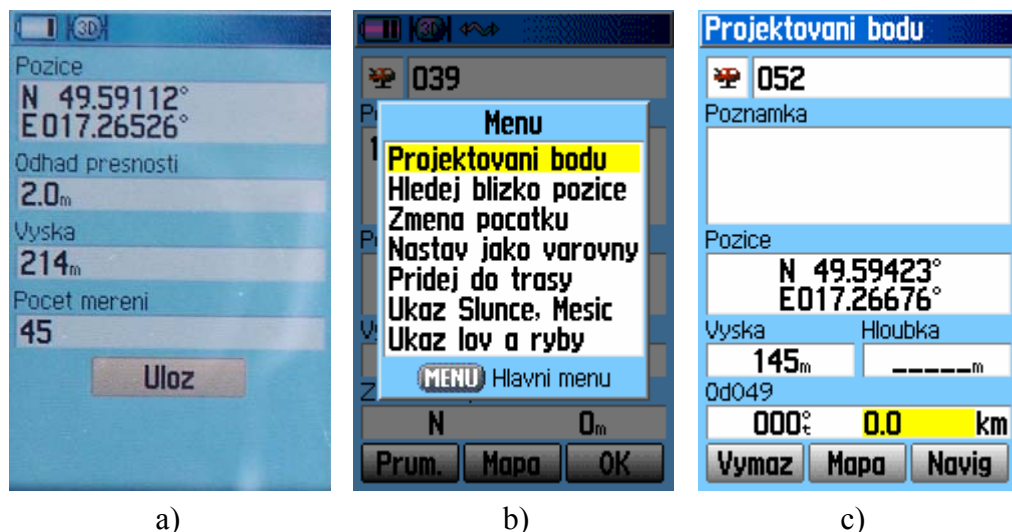 3D
Pozice
N 49.59112°
E017.26526°
Odhad presnosti
2.0m
Vyska
214m
Pocet mereni
45
Uloz
a)
3D
039
Menu
Projektovani bodu
Hledej blizko pozice
Zmena pocatku
Nastav jako varovny
Pridej do trasy
Ukaz Slunce, Mesic
Ukaz lov a ryby
MENU Hlavni menu
N 0m
Prum. Mapa OK
b)
Projektovani bodu
052
Poznamka
Pozice
N 49.59423°
E017.26676°
Vyska Hloubka
145m _____m
Od049
000°t 0.0 km
Vymaz Mapa Navig
c)